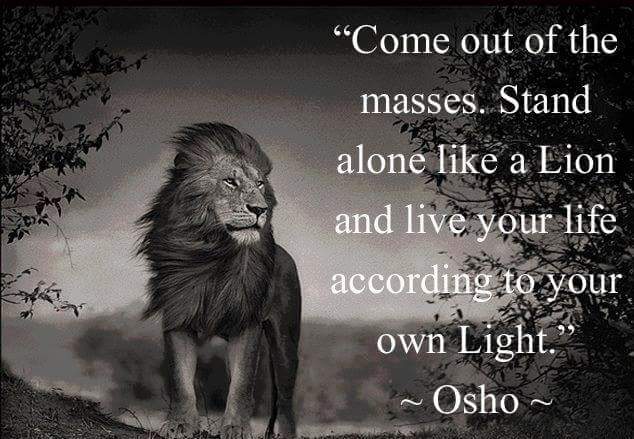 “Come out of the
masses. Stand
alone like a Lion
and live your life
according to your
own Light.”
~ Osho ~